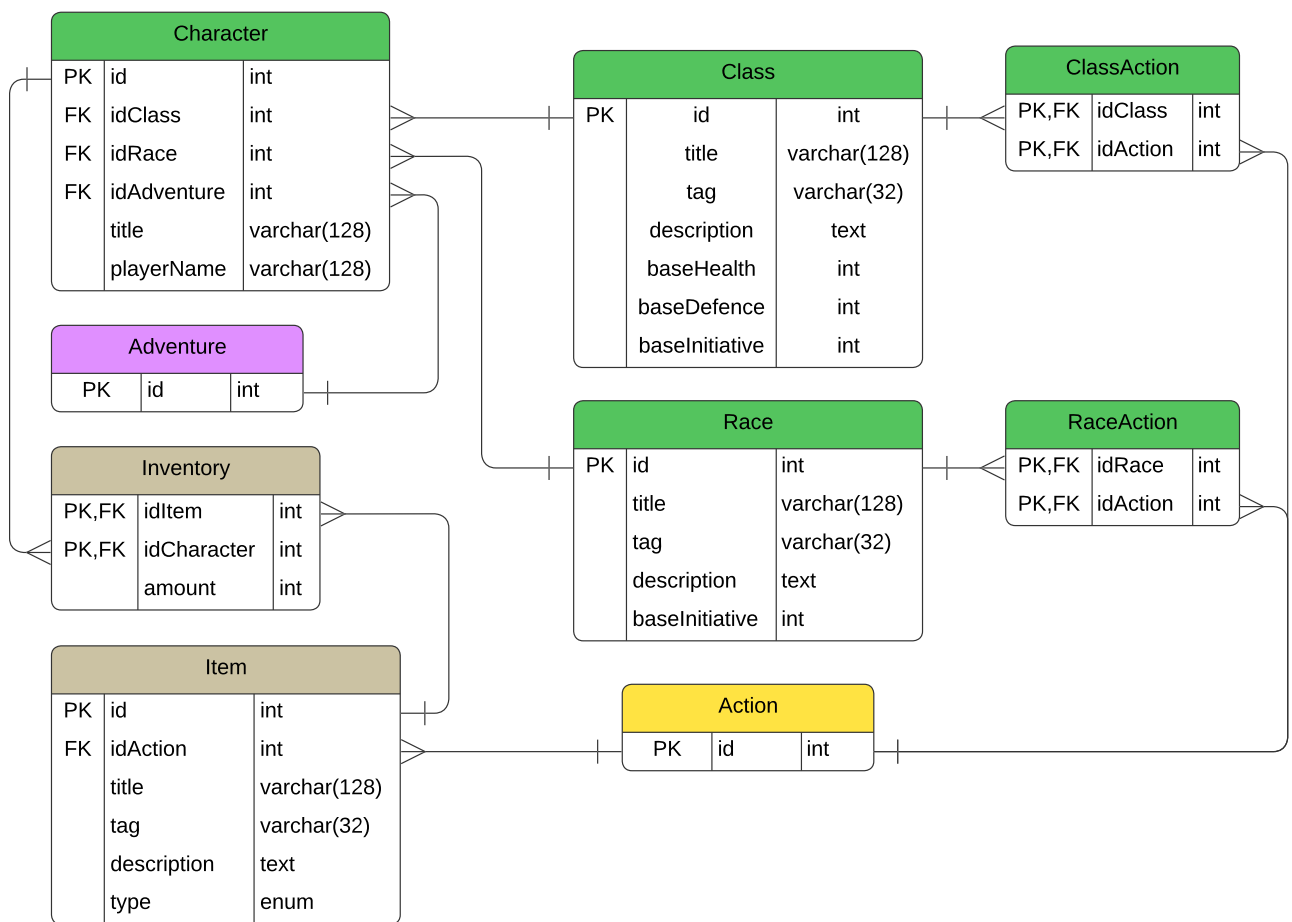 Character
PK id int
FK idClass int
FK idRace int
FK idAdventure int
title varchar(128)
playerName varchar(128)
Adventure
PK id int
Inventory
PK,FK idItem int
PK,FK idCharacter int
amount int
Item
PK id int
FK idAction int
title varchar(128)
tag varchar(32)
description text
type enum
Class
PK id int
title varchar(128)
tag varchar(32)
description text
baseHealth int
baseDefence int
baseInitiative int
Race
PK id int
title varchar(128)
tag varchar(32)
description text
baseInitiative int
Action
PK id int
ClassAction
PK,FK idClass int
PK,FK idAction int
RaceAction
PK,FK idRace int
PK,FK idAction int